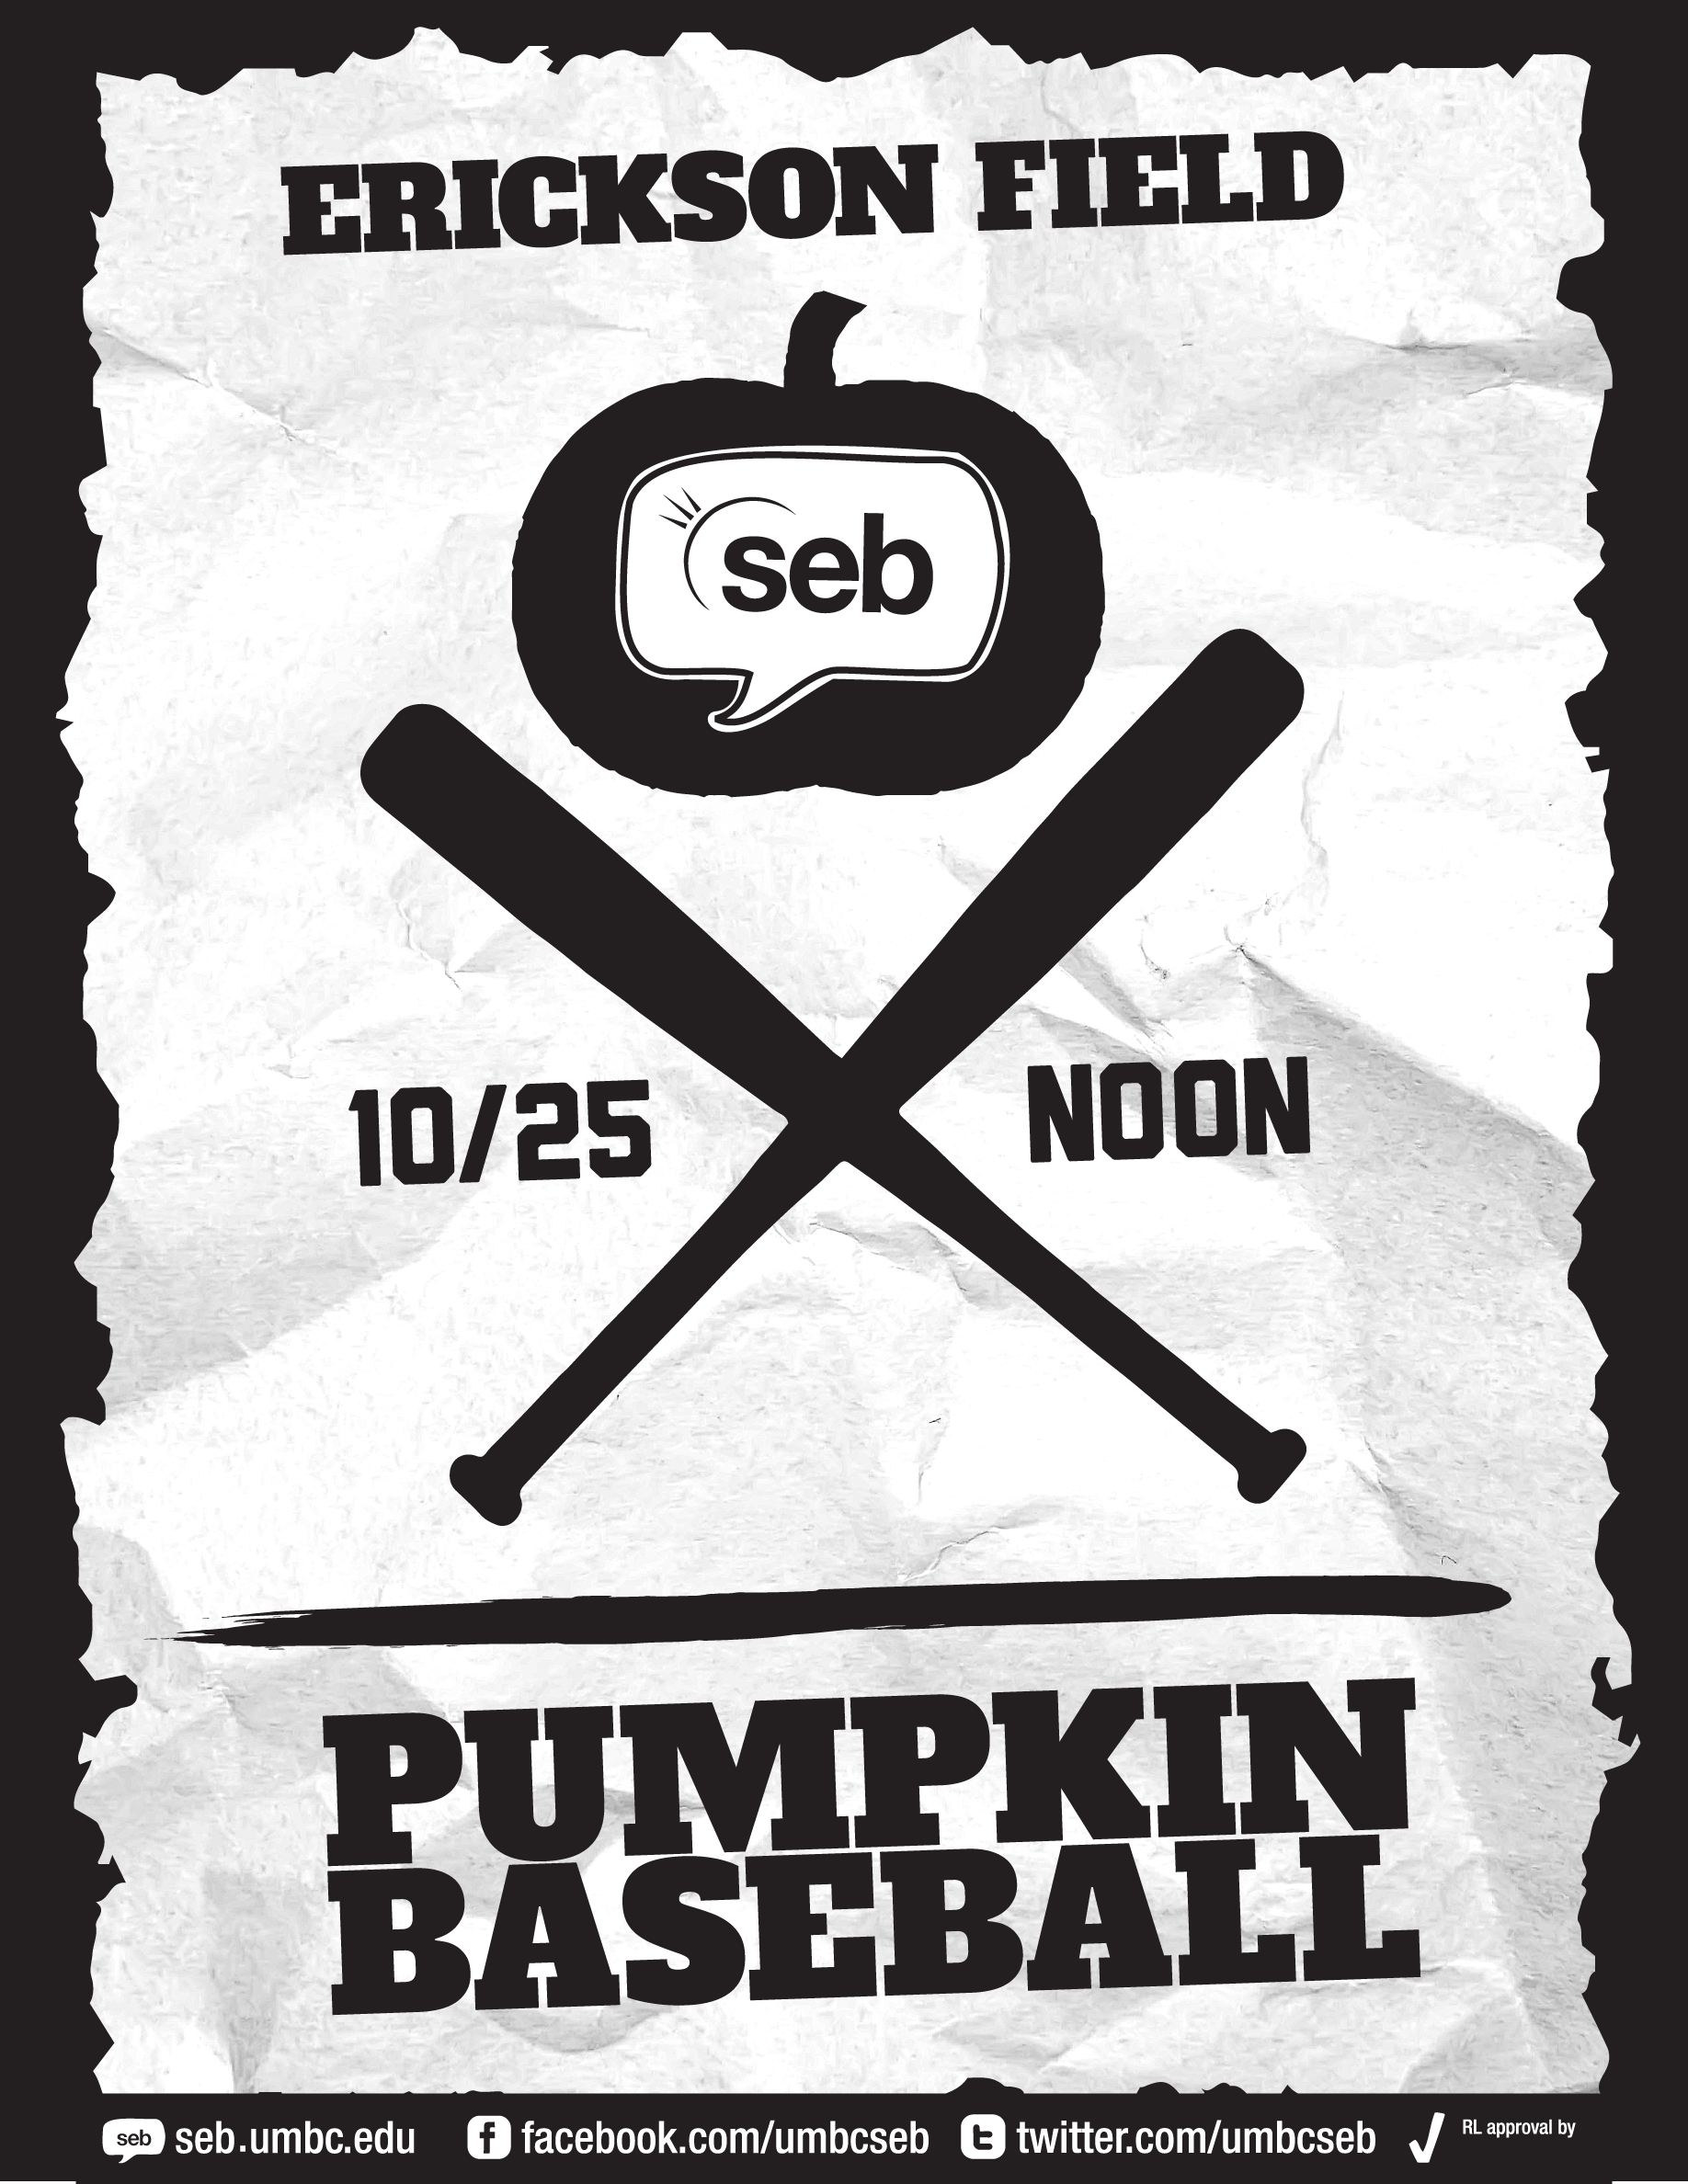 ERICKSON FIELD
seb
10/25
NOON
PUMPKIN
BASEBALL
seb seb.umbc.edu f facebook.com/umbcseb t twitter.com/umbcseb RL approval by